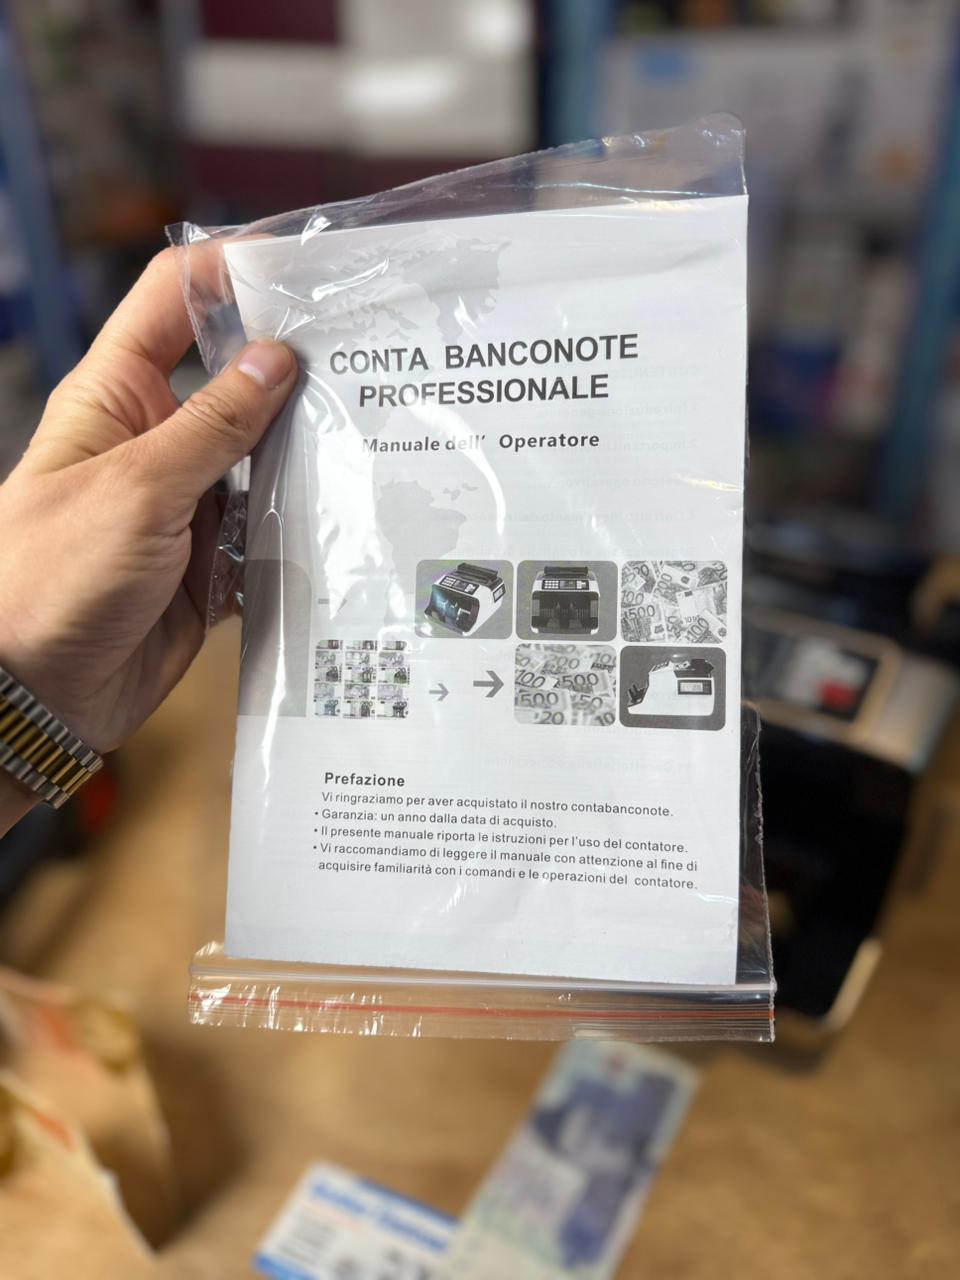 CONTA BANCONOTE
PROFESSIONALE
Manuale dell' Operatore
Prefazione
Vi ringraziamo per aver acquistato il nostro contabanconote.
• Garanzia: un anno dalla data di acquisto.
• Il presente manuale riporta le istruzioni per l'uso del contatore.
• Vi raccomandiamo di leggere il manuale con attenzione al fine di
acquisire familiarità con i comandi e le operazioni del contatore.